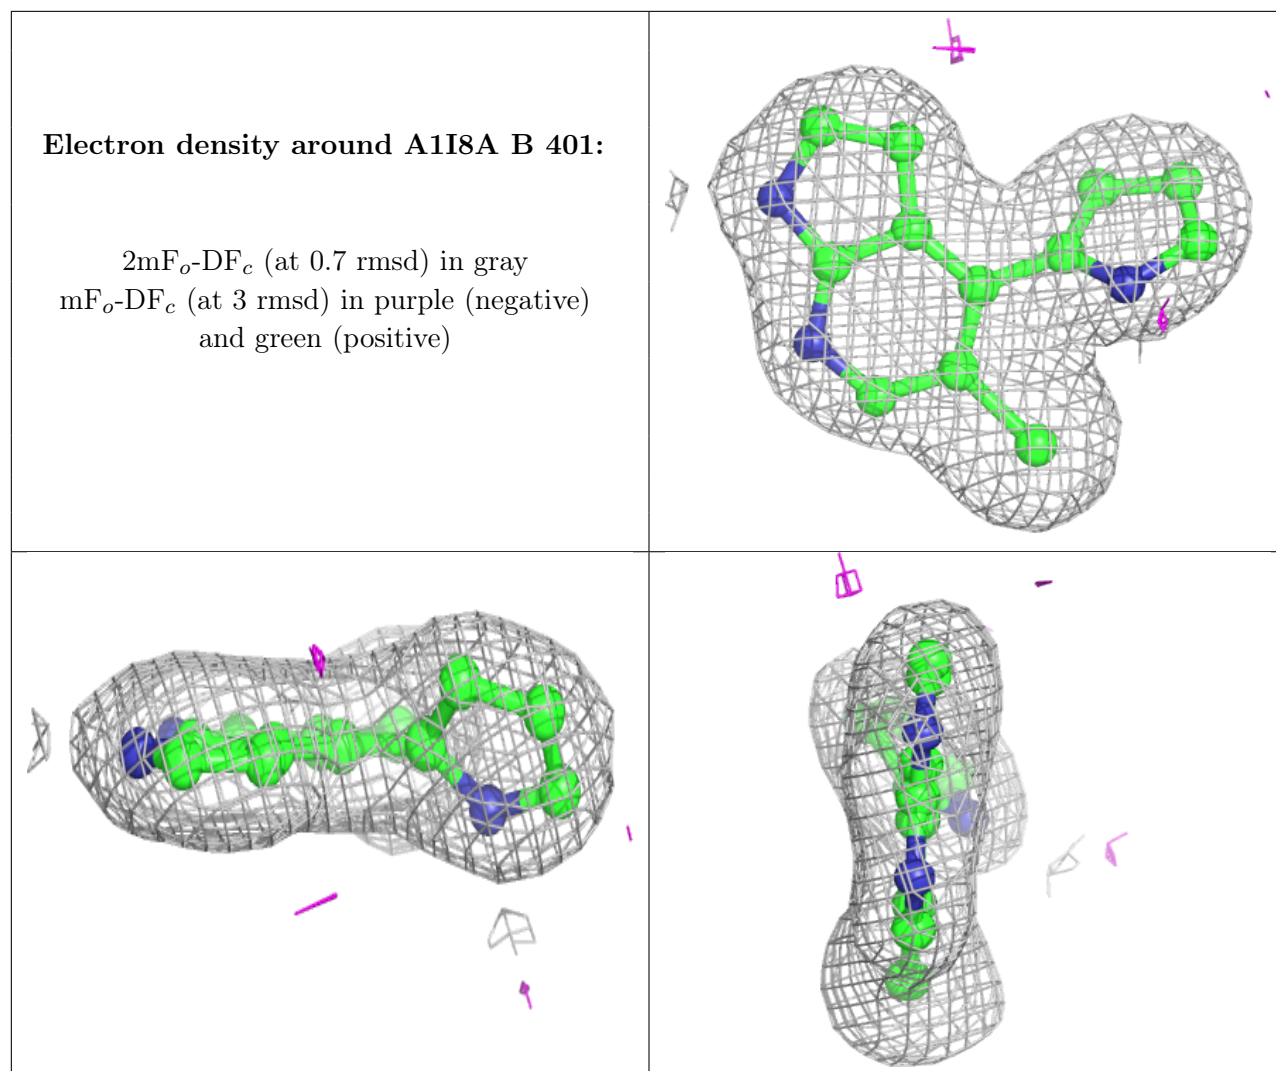 Electron density around A1I8A B 401:
2mFo-DFc (at 0.7 rmsd) in gray
mFo-DFc (at 3 rmsd) in purple (negative)
and green (positive)